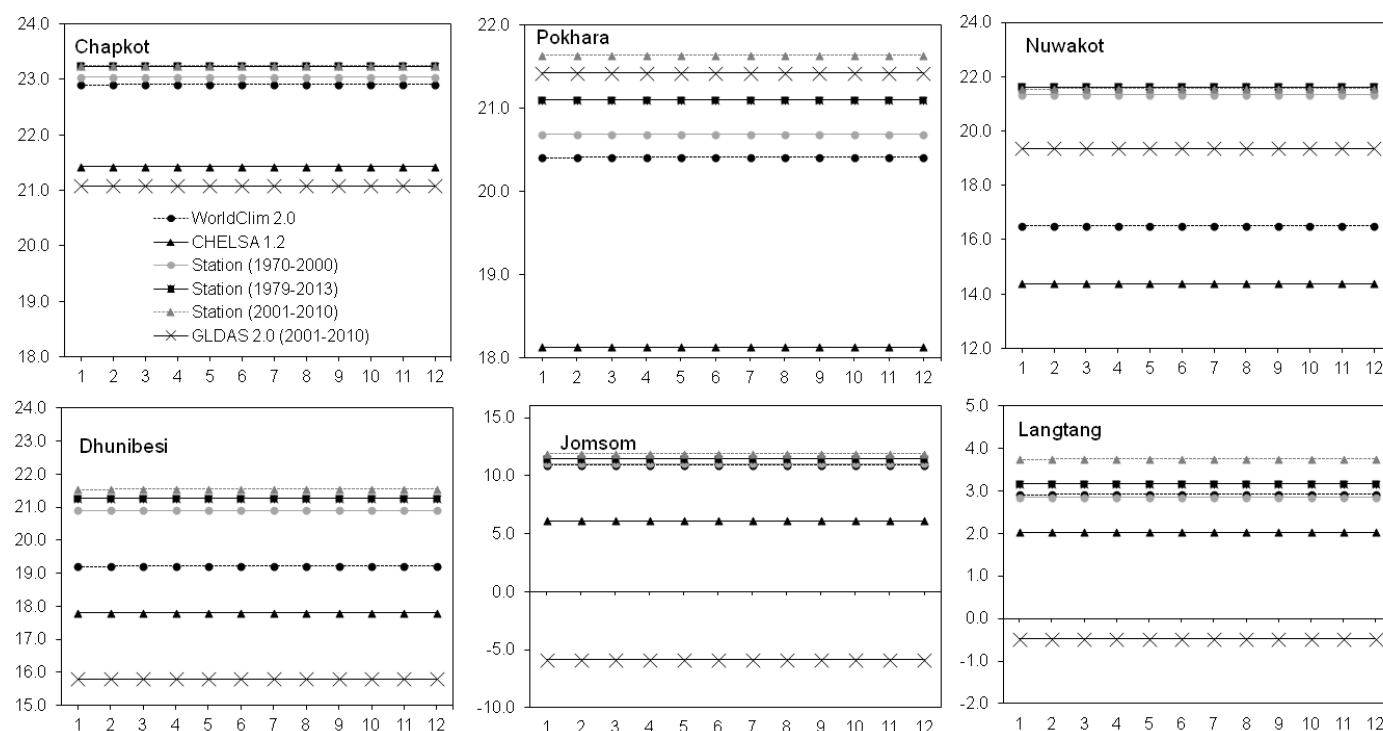 Chapkot
24.0
23.0
22.0
21.0
20.0
19.0
18.0
WorldClim 2.0
CHELSA 1.2
Station (1970-2000)
Station (1979-2013)
Station (2001-2010)
GLDAS 2.0 (2001-2010)
1 2 3 4 5 6 7 8 9 10 11 12
Pokhara
22.0
21.0
20.0
19.0
18.0
1 2 3 4 5 6 7 8 9 10 11 12
Nuwakot
24.0
22.0
20.0
18.0
16.0
14.0
12.0
1 2 3 4 5 6 7 8 9 10 11 12
Dhunibesi
24.0
23.0
22.0
21.0
20.0
19.0
18.0
17.0
16.0
15.0
1 2 3 4 5 6 7 8 9 10 11 12
Jomsom
15.0
10.0
5.0
0.0
-5.0
-10.0
1 2 3 4 5 6 7 8 9 10 11 12
Langtang
5.0
4.0
3.0
2.0
1.0
0.0
-1.0
-2.0
1 2 3 4 5 6 7 8 9 10 11 12